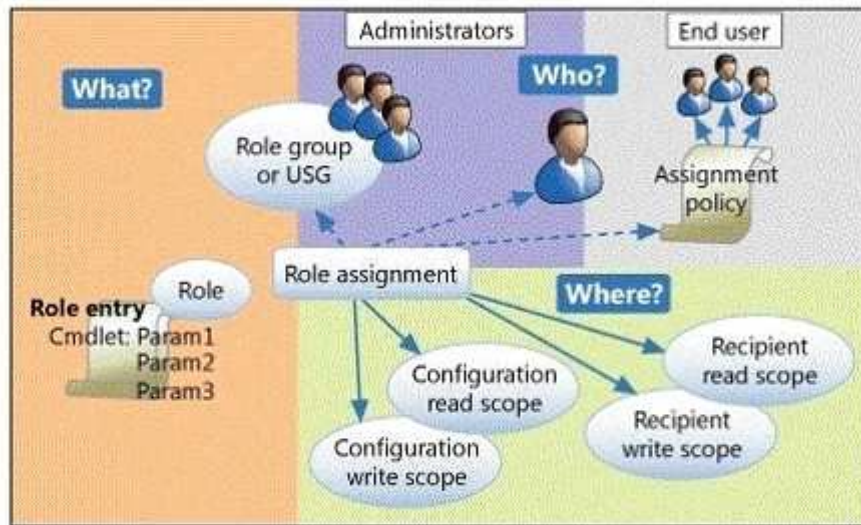 Administrators
End user
What?
Who?
Role group
or USG
Assignment
policy
Role assignment
Role
Where?
Role entry
Cmdlet: Param1
Param2
Param3
Configuration
read scope
Recipient
read scope
Configuration
write scope
Recipient
write scope